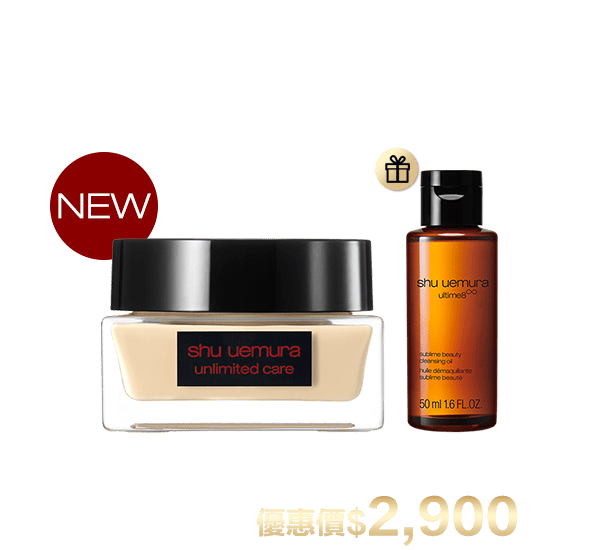 NEW
shu uemura
unlimited care
shu uemura
ultime8∞
sublime beauty
cleansing oil
huile démaquillante
sublime beauté
50 ml 1.6 FL.OZ.
優惠價$2,900